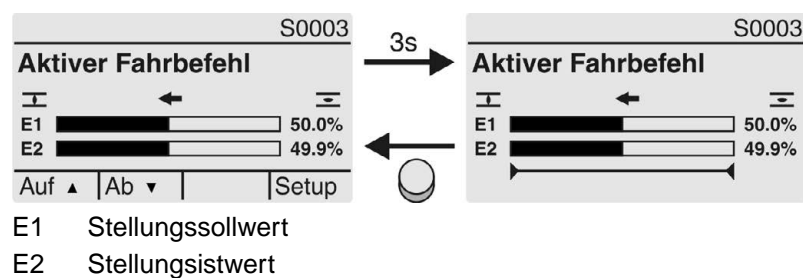 S0003
Aktiver Fahrbefehl
E1 50.0%
E2 49.9%
Auf ▲ Ab ▼ Setup
3s
S0003
Aktiver Fahrbefehl
E1 50.0%
E2 49.9%
E1 Stellungssollwert
E2 Stellungsistwert